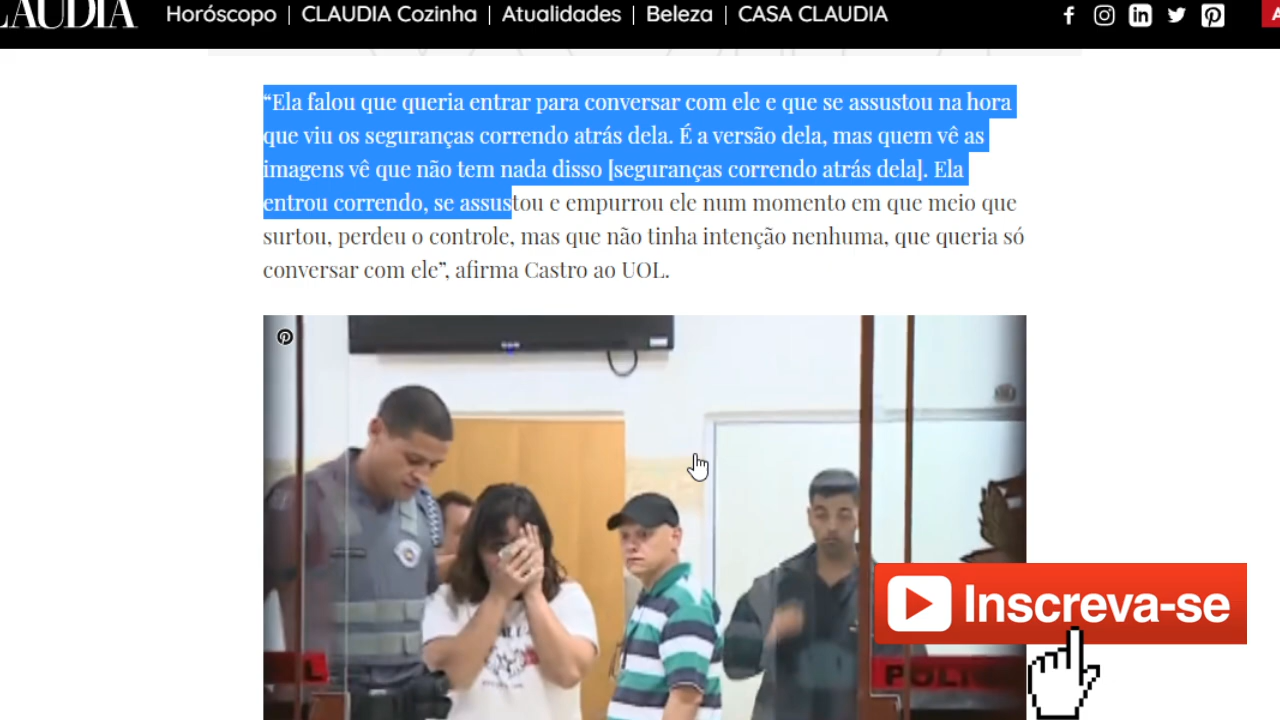 CLAUDIA
Horóscopo | CLAUDIA Cozinha | Atualidades | Beleza | CASA CLAUDIA
“Ela falou que queria entrar para conversar com ele e que se assustou na hora
que viu os seguranças correndo atrás dela. É a versão dela, mas quem vê as
imagens vê que não tem nada disso [seguranças correndo atrás dela]. Ela
entrou correndo, se assustou e empurrou ele num momento em que meio que
surtou, perdeu o controle, mas que não tinha intenção nenhuma, que queria só
conversar com ele”, afirma Castro ao UOL.
Inscreva-se